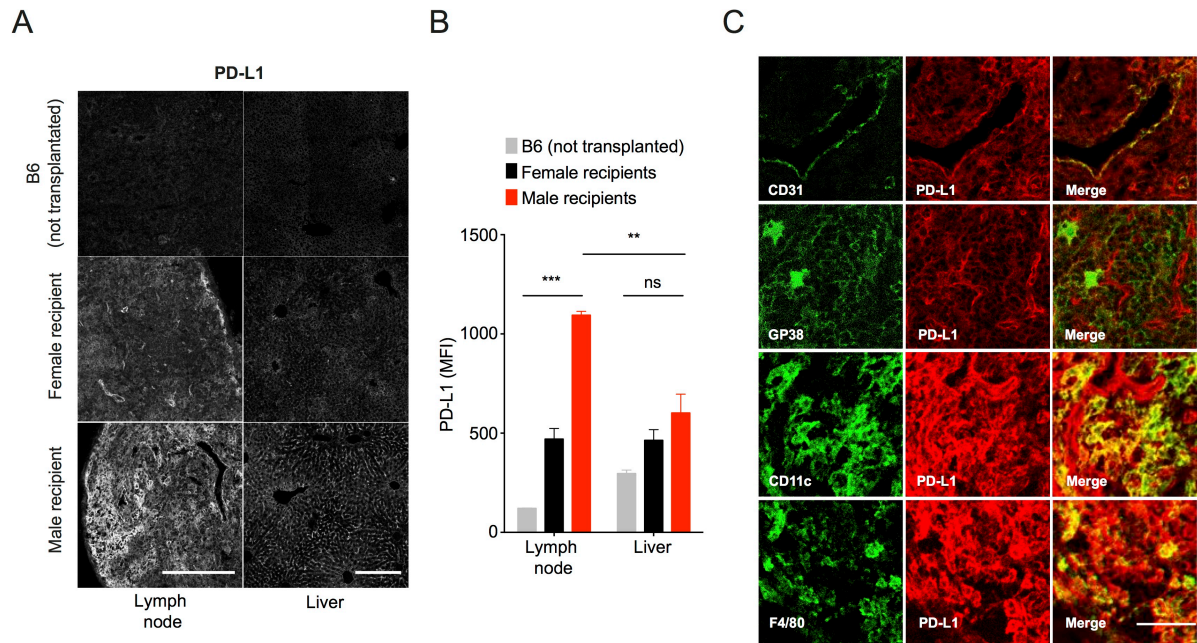 A
PD-L1
B6
(not transplanted)
Female recipient
Male recipient
Lymph
node
Liver
B
B6 (not transplanted)
Female recipients
Male recipients
PD-L1 (MFI)
1500
1000
500
0
**
***
ns
Lymph
node
Liver
C
CD31
PD-L1
Merge
GP38
PD-L1
Merge
CD11c
PD-L1
Merge
F4/80
PD-L1
Merge